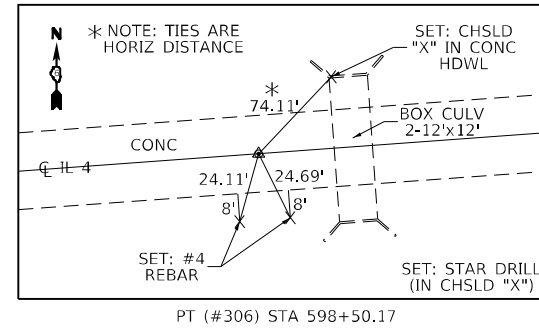 N
* NOTE: TIES ARE
HORIZ DISTANCE
SET: CHSLD
"X" IN CONC
HDWL
*
74.11'
BOX CULV
2-12'x12'
CONC
℄ IL 4
24.11'
24.69'
8'
8'
SET: #4
REBAR
SET: STAR DRILL
(IN CHSLD "X")
PT (#306) STA 598+50.17